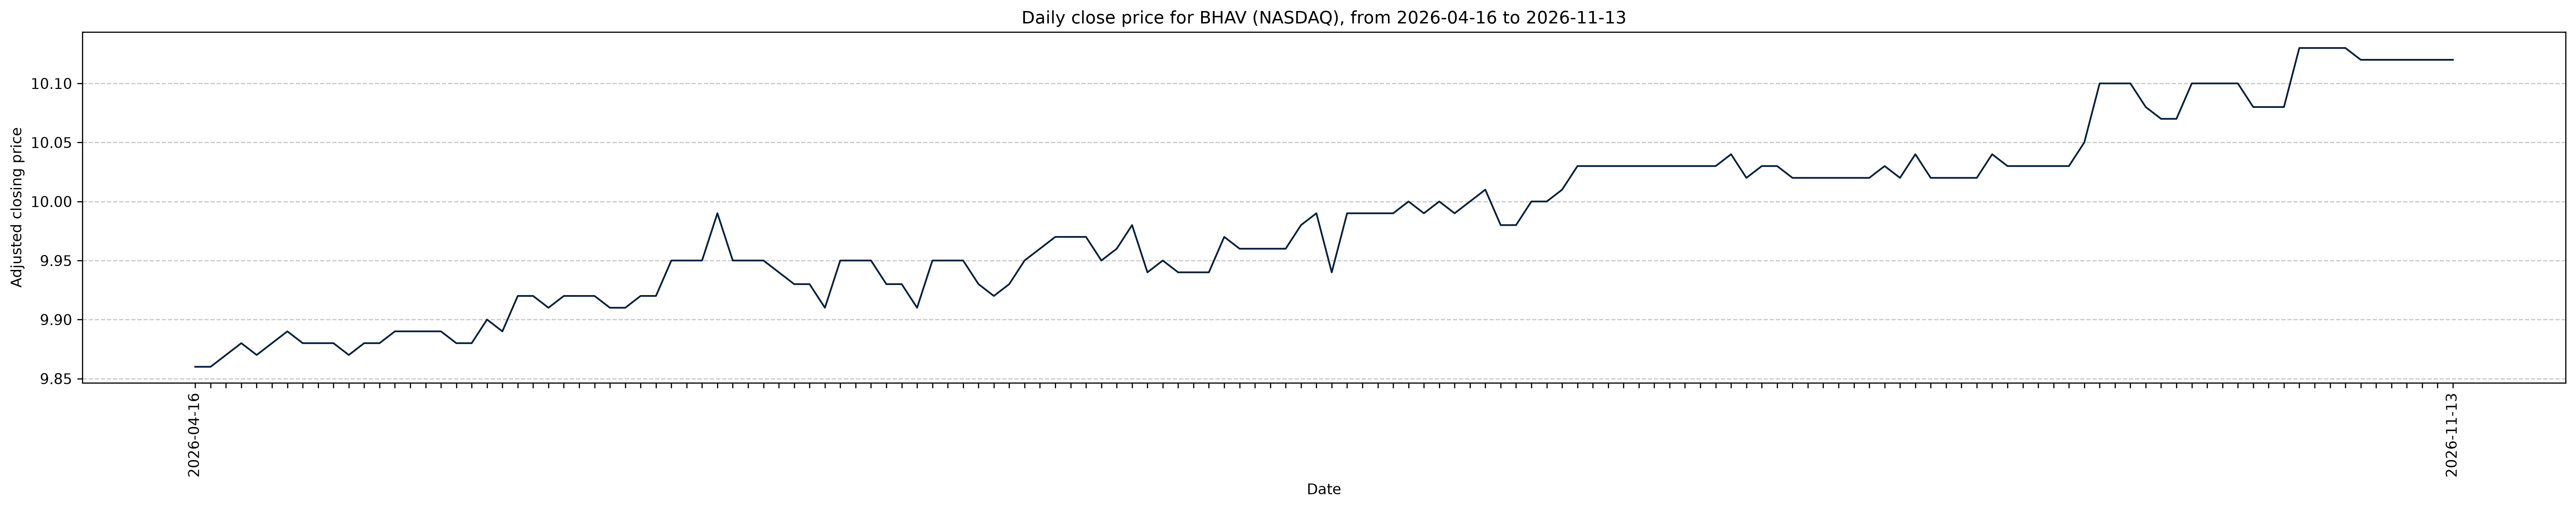 Daily close price for BHAV (NASDAQ), from 2026-04-16 to 2026-11-13
Adjusted closing price
10.10
10.05
10.00
9.95
9.90
9.85
2026-04-16
2026-11-13
Date